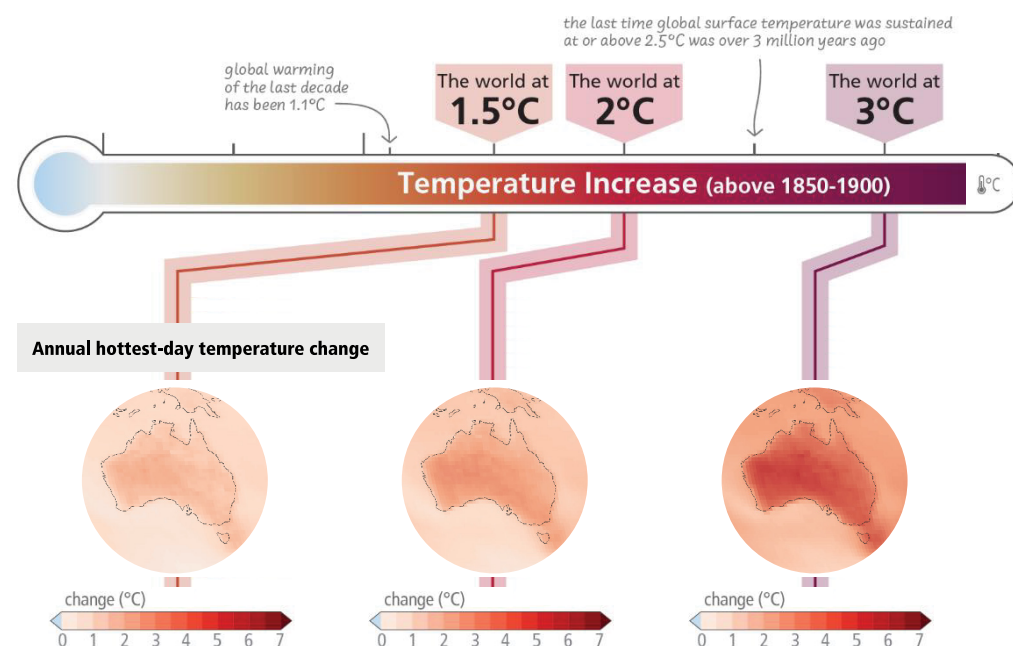 the last time global surface temperature was sustained
at or above 2.5°C was over 3 million years ago
global warming
of the last decade
has been 1.1°C
The world at
1.5°C
The world at
2°C
The world at
3°C
Temperature Increase (above 1850-1900)
°C
Annual hottest-day temperature change
change (°C)
0 1 2 3 4 5 6 7
change (°C)
0 1 2 3 4 5 6 7
change (°C)
0 1 2 3 4 5 6 7